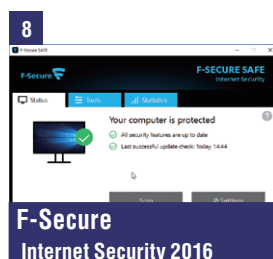 8
F-Secure SAFE
F-Secure
F-SECURE SAFE
Internet Security
Status Tools Statistics
Your computer is protected
All security features are up to date
Last successful update check: Today, 14:44
Scan Settings
F-Secure
Internet Security 2016